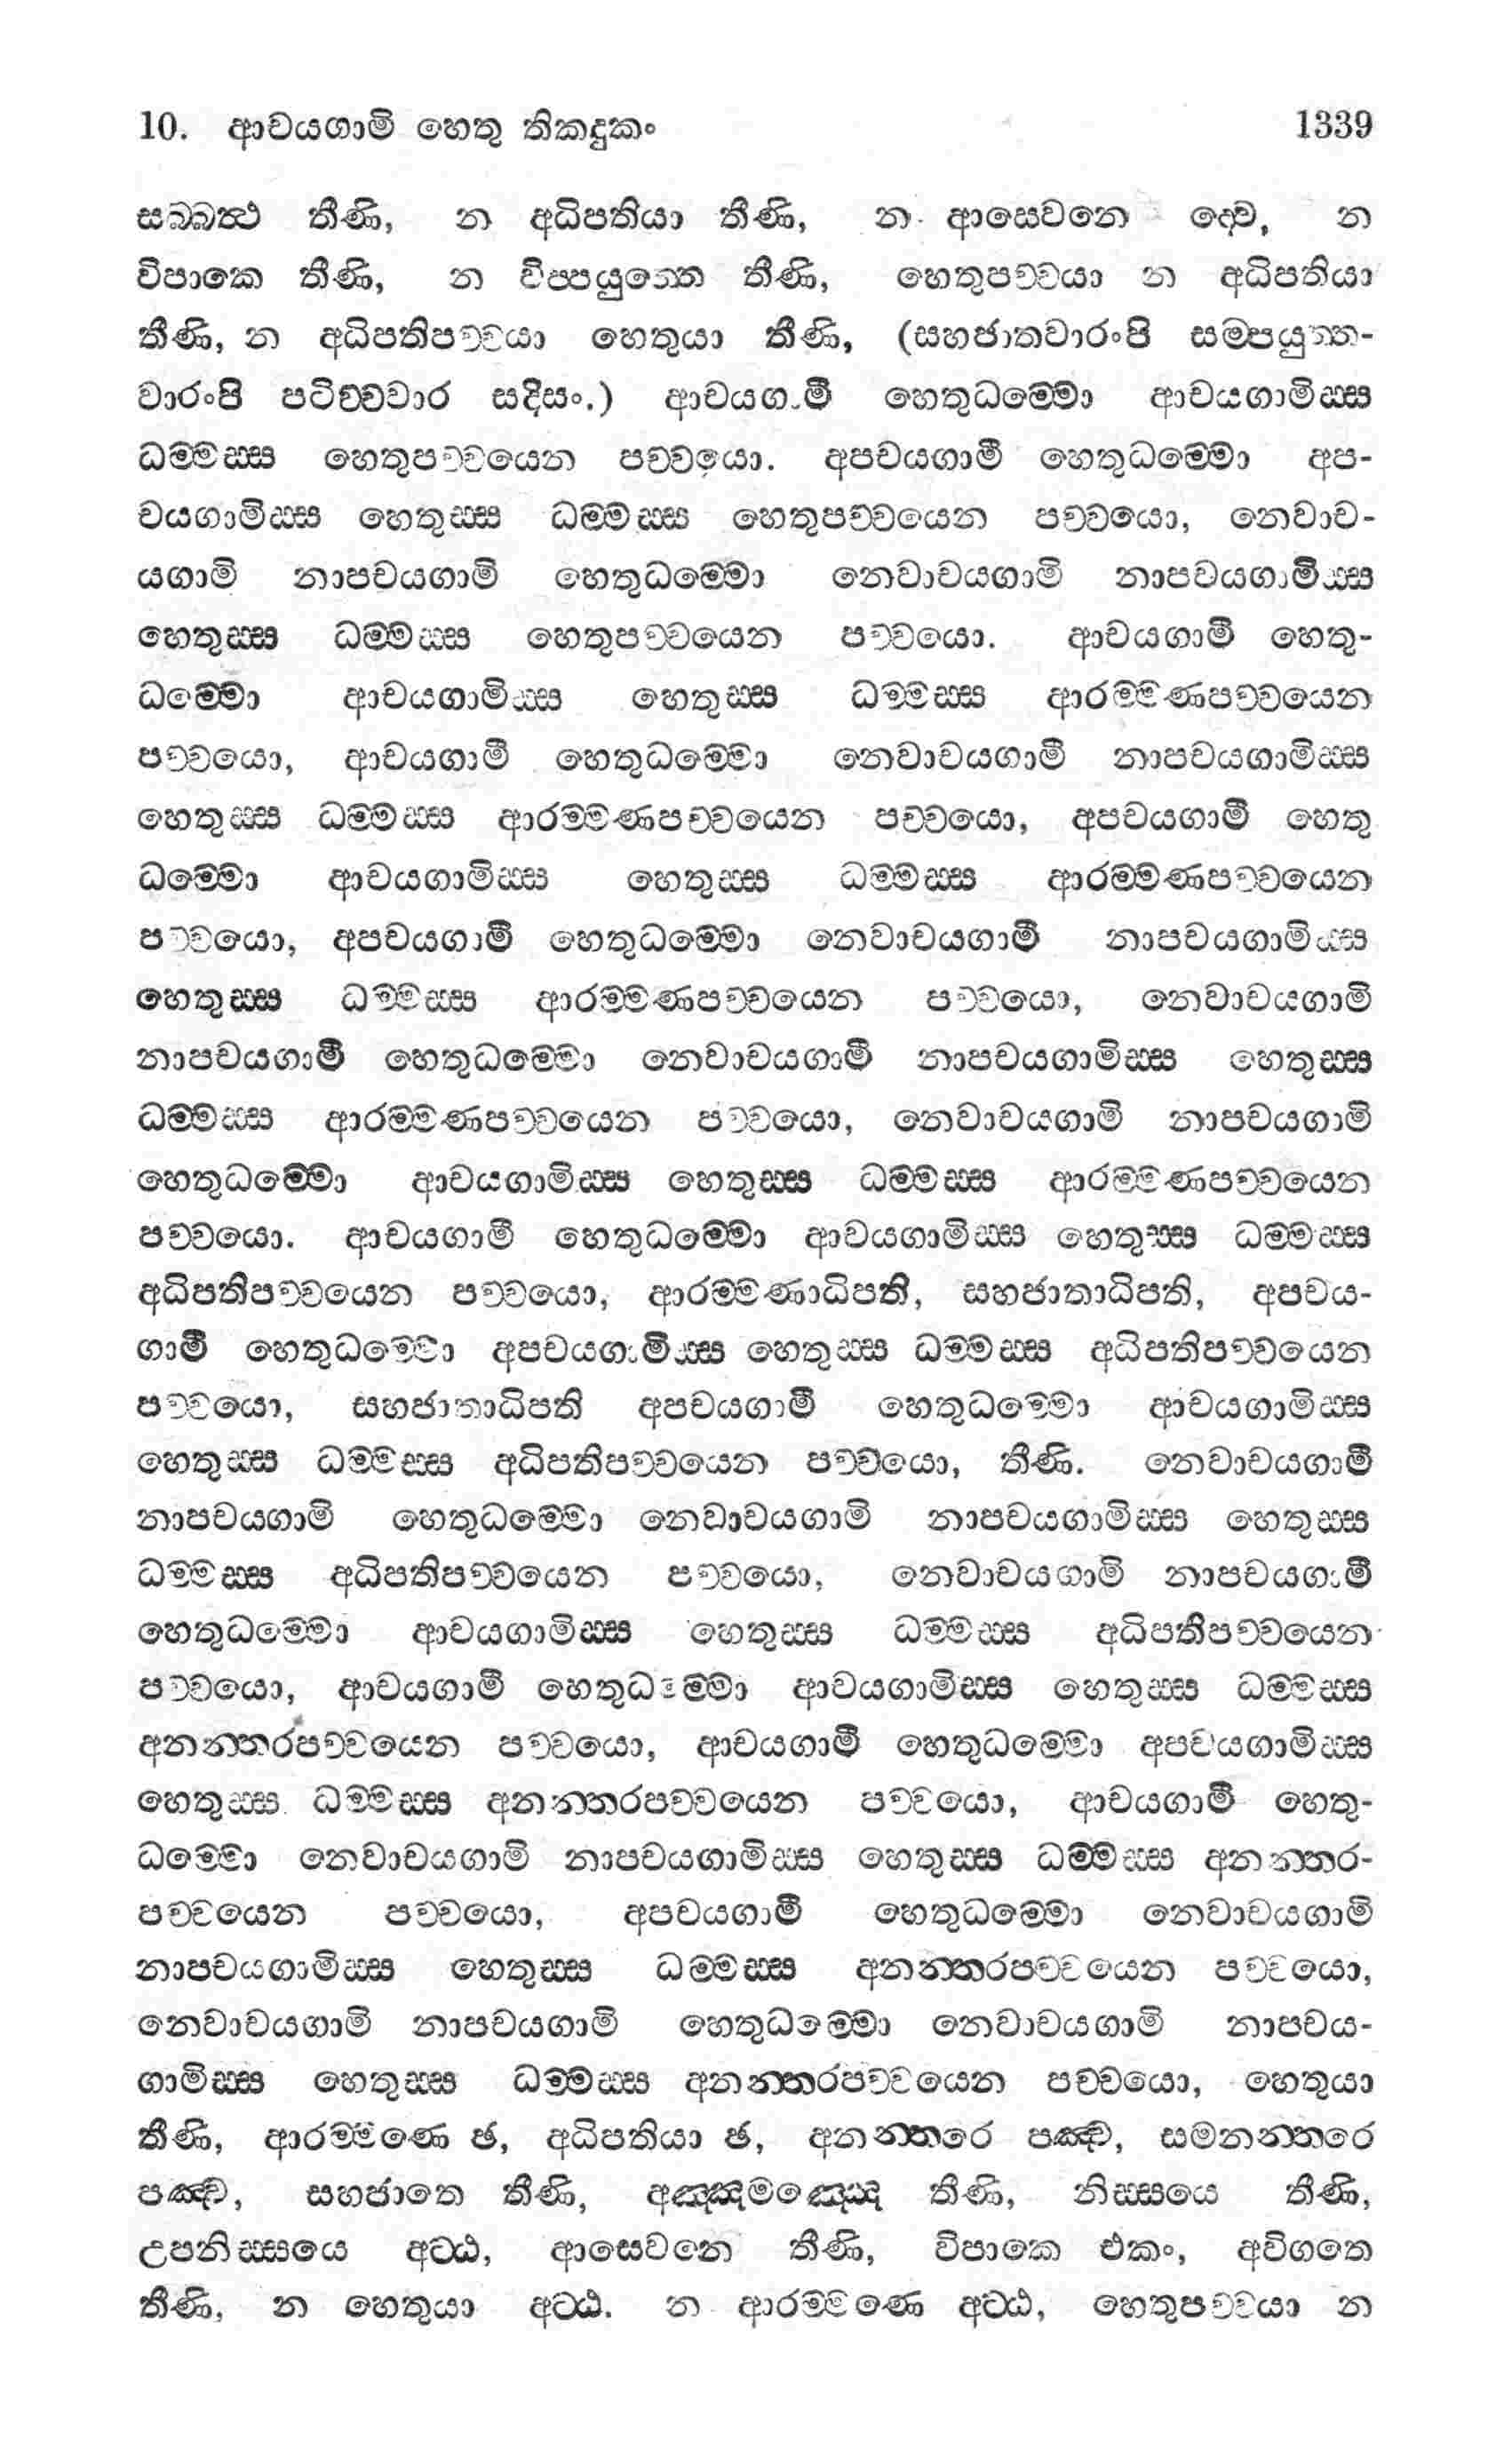 10. ආචයගාමි හෙතු තිකදුකං 1339
සබ්බත්‍ථ තීණි, න අධිපතියා තීණි, න ආසෙවනෙ ද්වෙ, න
විපාකෙ තීණි, න විප්පයුත්තෙ තීණි, හෙතුපච්චයා න අධිපතියා
තීණි, න අධිපතිපච්චයා හෙතුයා තීණි, (සහජාතවාරංපි සම්පයුත්ත-
වාරංපි පටිච්චවාර සදිසං.) ආචයගාමී හෙතුධම්මො ආචයගාමිස්ස
ධම්මස්ස හෙතුපච්චයෙන පච්චයො. අපචයගාමී හෙතුධම්මො අප-
චයගාමිස්ස හෙතුස්ස ධම්මස්ස හෙතුපච්චයෙන පච්චයො, නෙවාච-
යගාමි නාපචයගාමි හෙතුධම්මො නෙවාචයගාමි නාපචයගාමිස්ස
හෙතුස්ස ධම්මස්ස හෙතුපච්චයෙන පච්චයො. ආචයගාමී හෙතු-
ධම්මො ආචයගාමිස්ස හෙතුස්ස ධම්මස්ස ආරම්මණපච්චයෙන
පච්චයො, ආචයගාමී හෙතුධම්මො නෙවාචයගාමී නාපචයගාමිස්ස
හෙතුස්ස ධම්මස්ස ආරම්මණපච්චයෙන පච්චයො, අපචයගාමී හෙතු
ධම්මො ආචයගාමිස්ස හෙතුස්ස ධම්මස්ස ආරම්මණපච්චයෙන
පච්චයො, අපචයගාමී හෙතුධම්මො නෙවාචයගාමී නාපචයගාමිස්ස
හෙතුස්ස ධම්මස්ස ආරම්මණපච්චයෙන පච්චයො, නෙවාචයගාමි
නාපචයගාමී හෙතුධම්මො නෙවාචයගාමී නාපචයගාමිස්ස හෙතුස්ස
ධම්මස්ස ආරම්මණපච්චයෙන පච්චයො, නෙවාචයගාමි නාපචයගාමි
හෙතුධම්මො ආචයගාමිස්ස හෙතුස්ස ධම්මස්ස ආරම්මණපච්චයෙන
පච්චයො. ආචයගාමී හෙතුධම්මො ආචයගාමිස්ස හෙතුස්ස ධම්මස්ස
අධිපතිපච්චයෙන පච්චයො, ආරම්මණාධිපති, සහජාතාධිපති, අපචය-
ගාමී හෙතුධම්මො අපචයගාමිස්ස හෙතුස්ස ධම්මස්ස අධිපතිපච්චයෙන
පච්චයො, සහජාතාධිපති අපචයගාමී හෙතුධම්මො ආචයගාමිස්ස
හෙතුස්ස ධම්මස්ස අධිපතිපච්චයෙන පච්චයො, තීණි. නෙවාචයගාමී
නාපචයගාමි හෙතුධම්මො නෙවාචයගාමි නාපචයගාමිස්ස හෙතුස්ස
ධම්මස්ස අධිපතිපච්චයෙන පච්චයො, නෙවාචයගාමි නාපචයගාමී
හෙතුධම්මො ආචයගාමිස්ස හෙතුස්ස ධම්මස්ස අධිපතිපච්චයෙන
පච්චයො, ආචයගාමී හෙතුධම්මො ආචයගාමිස්ස හෙතුස්ස ධම්මස්ස
අනන්තරපච්චයෙන පච්චයො, ආචයගාමී හෙතුධම්මො අපචයගාමිස්ස
හෙතුස්ස ධම්මස්ස අනන්තරපච්චයෙන පච්චයො, ආචයගාමී හෙතු-
ධම්මො නෙවාචයගාමි නාපචයගාමිස්ස හෙතුස්ස ධම්මස්ස අනන්තර-
පච්චයෙන පච්චයො, අපචයගාමී හෙතුධම්මො නෙවාචයගාමි
නාපචයගාමිස්ස හෙතුස්ස ධම්මස්ස අනන්තරපච්චයෙන පච්චයො,
නෙවාචයගාමි නාපචයගාමි හෙතුධම්මො නෙවාචයගාමි නාපචය-
ගාමිස්ස හෙතුස්ස ධම්මස්ස අනන්තරපච්චයෙන පච්චයො, හෙතුයා
තීණි, ආරම්මණෙ ඡ, අධිපතියා ඡ, අනන්තරෙ පඤ්ච, සමනන්තරෙ
පඤ්ච, සහජාතෙ තීණි, අඤ්ඤමඤ්ඤෙ තීණි, නිස්සයෙ තීණි,
උපනිස්සයෙ අට්ඨ, ආසෙවනෙ තීණි, විපාකෙ එකං, අවිගතෙ
තීණි, න හෙතුයා අට්ඨ. න ආරම්මණෙ අට්ඨ, හෙතුපච්චයා න